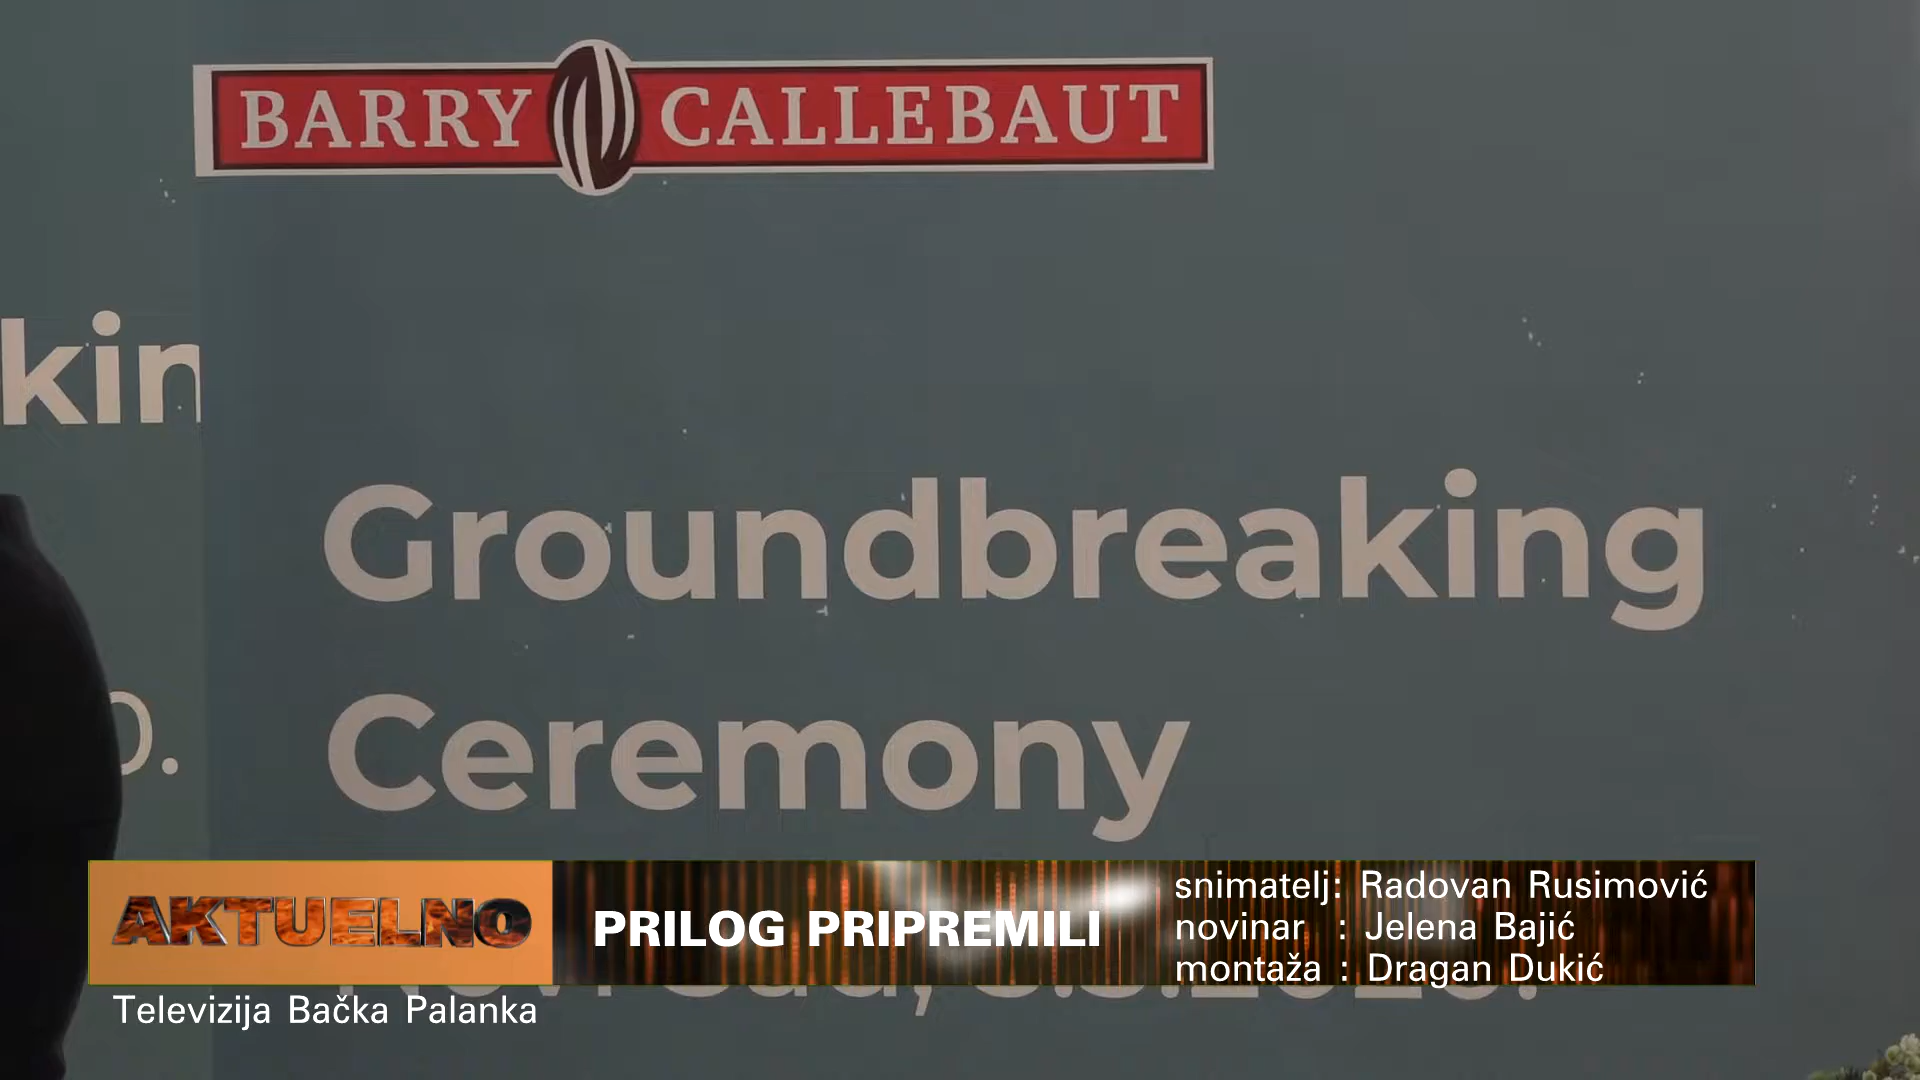 BARRY CALLEBAUT
kin
Groundbreaking
Ceremony
0.
AKTUELNO
PRILOG PRIPREMILI
snimatelj: Radovan Rusimović
novinar : Jelena Bajić
montaža : Dragan Dukić
Televizija Bačka Palanka